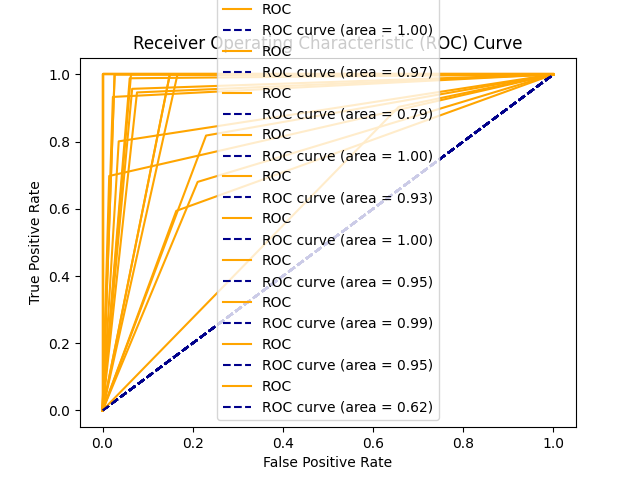 ROC
ROC curve (area = 1.00)
Receiver Operating Characteristic (ROC) Curve
ROC
ROC curve (area = 0.97)
ROC
ROC curve (area = 0.79)
ROC
ROC curve (area = 1.00)
ROC
ROC curve (area = 0.93)
ROC
ROC curve (area = 1.00)
ROC
ROC curve (area = 0.95)
ROC
ROC curve (area = 0.99)
ROC
ROC curve (area = 0.95)
ROC
ROC curve (area = 0.62)
True Positive Rate
1.0
0.8
0.6
0.4
0.2
0.0
0.0 0.2 0.4 0.6 0.8 1.0
False Positive Rate